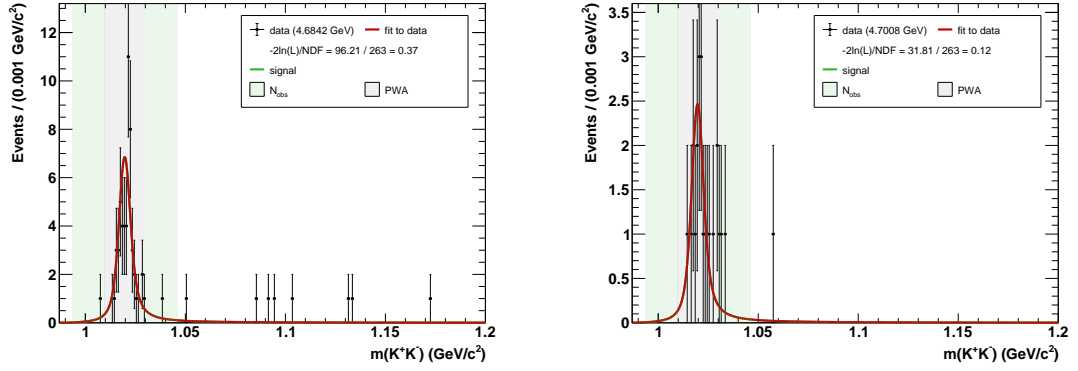 Events / (0.001 GeV/c²)
12
10
8
6
4
2
0
data (4.6842 GeV) fit to data
-2ln(L)/NDF = 96.21 / 263 = 0.37
signal
N_obs PWA
1 1.05 1.1 1.15 1.2
m(K⁺K⁻) (GeV/c²)
Events / (0.001 GeV/c²)
3.5
3
2.5
2
1.5
1
0.5
0
data (4.7008 GeV) fit to data
-2ln(L)/NDF = 31.81 / 263 = 0.12
signal
N_obs PWA
1 1.05 1.1 1.15 1.2
m(K⁺K⁻) (GeV/c²)